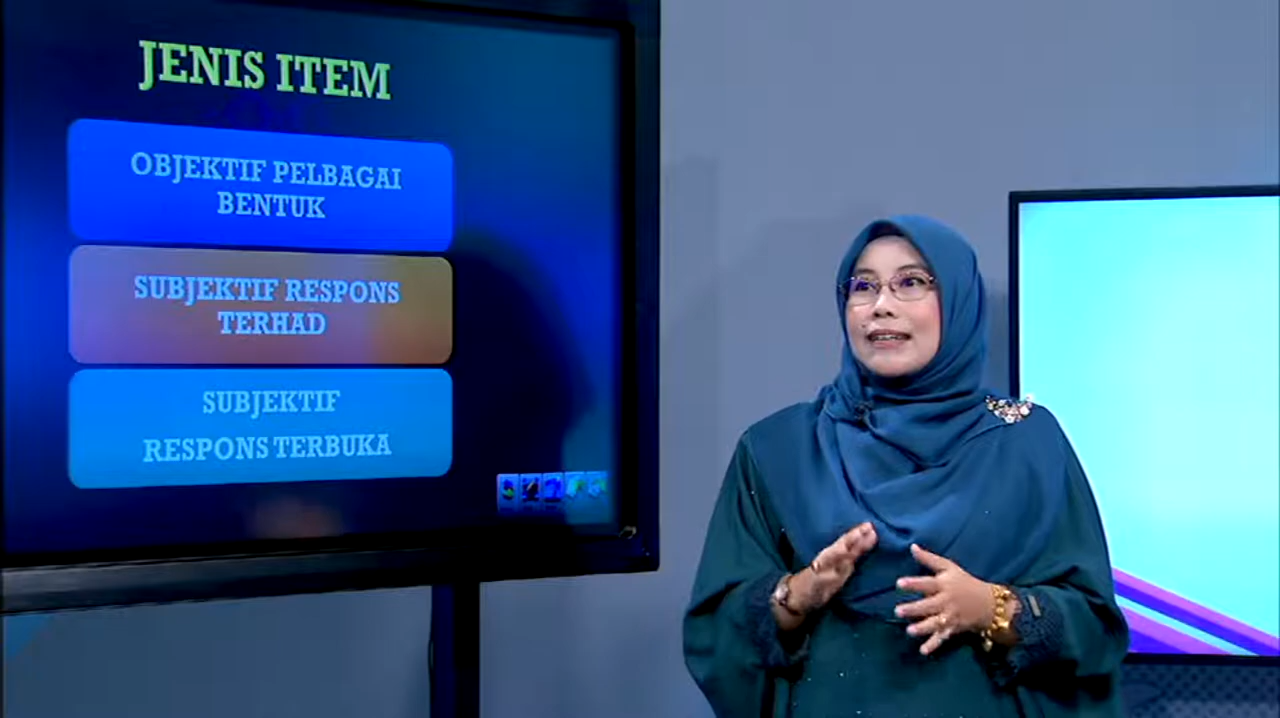 JENIS ITEM
OBJEKTIF PELBAGAI
BENTUK
SUBJEKTIF RESPONS
TERHAD
SUBJEKTIF
RESPONS TERBUKA